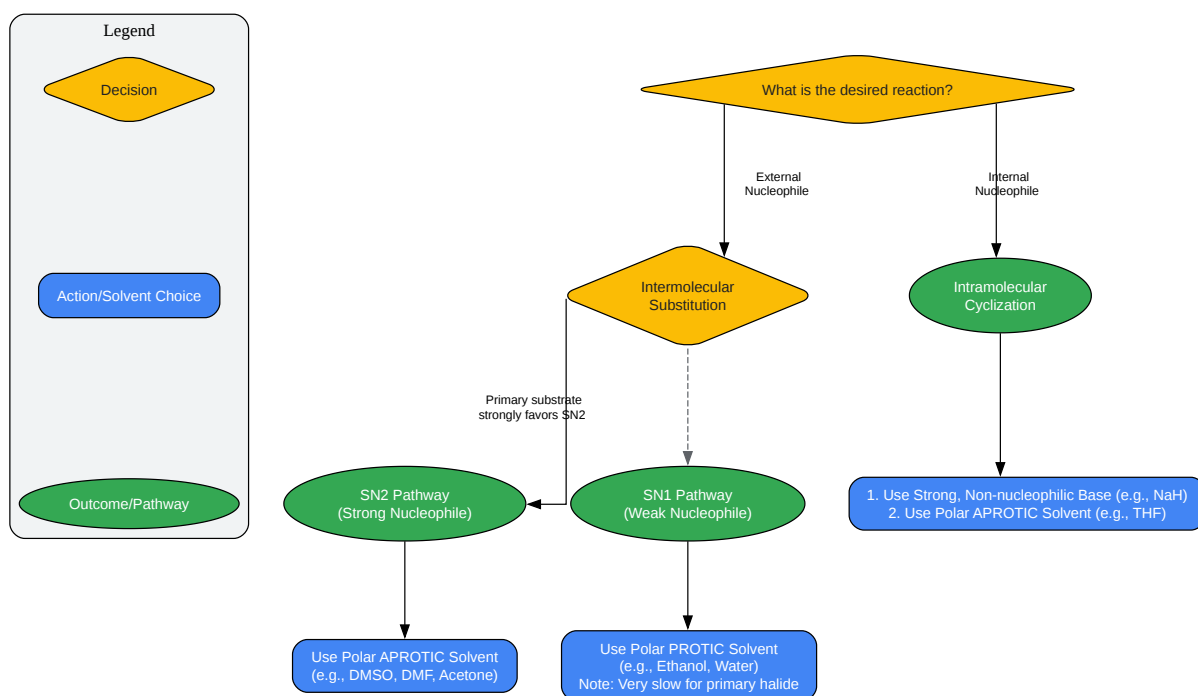 Legend
Decision
Action/Solvent Choice
Outcome/Pathway
What is the desired reaction?
External
Nucleophile
Internal
Nucleophile
Intermolecular
Substitution
Intramolecular
Cyclization
Primary substrate
strongly favors SN2
SN2 Pathway
(Strong Nucleophile)
SN1 Pathway
(Weak Nucleophile)
1. Use Strong, Non-nucleophilic Base (e.g., NaH)
2. Use Polar APROTIC Solvent (e.g., THF)
Use Polar APROTIC Solvent
(e.g., DMSO, DMF, Acetone)
Use Polar PROTIC Solvent
(e.g., Ethanol, Water)
Note: Very slow for primary halide